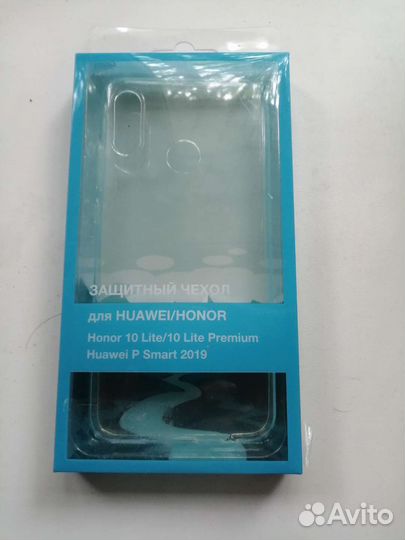 ЗАЩИТНЫЙ ЧЕХОЛ
для HUAWEI/HONOR
Honor 10 Lite/10 Lite Premium
Huawei P Smart 2019
Avito